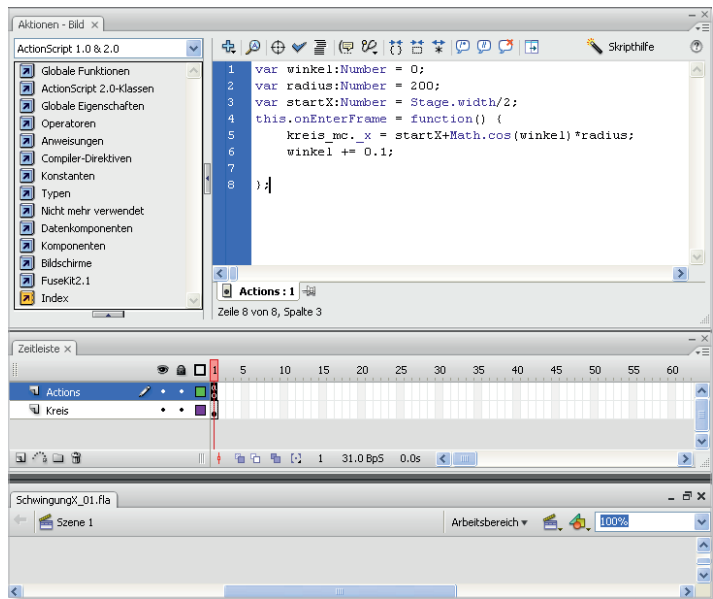 Aktionen - Bild
ActionScript 1.0 & 2.0
Skripthilfe
Globale Funktionen
ActionScript 2.0-Klassen
Globale Eigenschaften
Operatoren
Anweisungen
Compiler-Direktiven
Konstanten
Typen
Nicht mehr verwendet
Datenkomponenten
Komponenten
Bildschirme
FuseKit2.1
Index
1 var winkel:Number = 0;
2 var radius:Number = 200;
3 var startX:Number = Stage.width/2;
4 this.onEnterFrame = function() {
5 kreis_mc._x = startX+Math.cos(winkel)*radius;
6 winkel += 0.1;
7
8 };
Actions : 1
Zeile 8 von 8, Spalte 3
Zeitleiste
1 5 10 15 20 25 30 35 40 45 50 55 60
Actions
Kreis
1 31.0 BpS 0.0s
SchwingungX_01.fla
Szene 1
Arbeitsbereich
100%